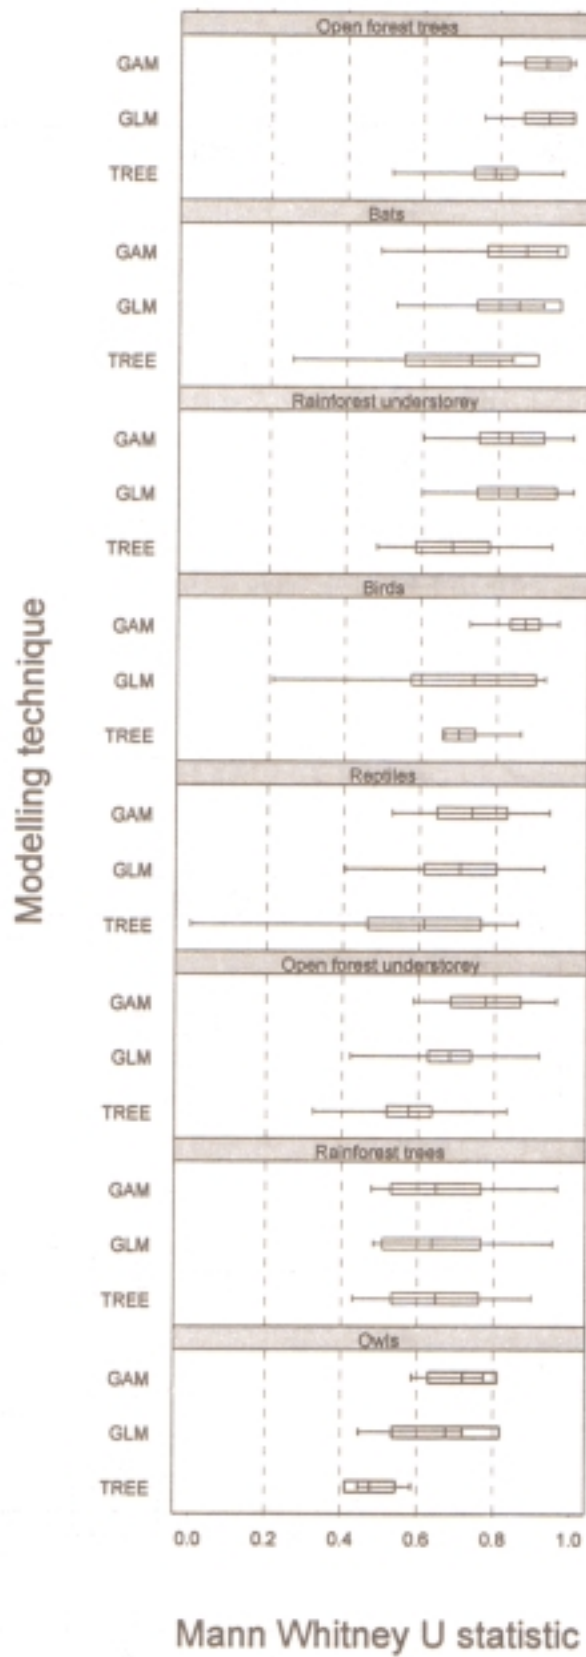 Open forest trees
GAM
GLM
TREE
Bats
GAM
GLM
TREE
Rainforest understorey
GAM
GLM
TREE
Birds
GAM
GLM
TREE
Reptiles
GAM
GLM
TREE
Open forest understorey
GAM
GLM
TREE
Rainforest trees
GAM
GLM
TREE
Owls
GAM
GLM
TREE
0.0 0.2 0.4 0.6 0.8 1.0
Mann Whitney U statistic
Modelling technique